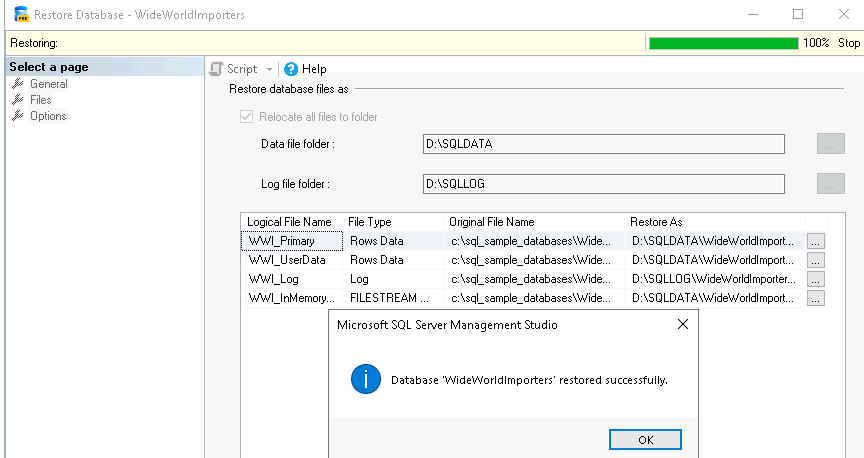 Restore Database - WideWorldImporters
Restoring:
100% Stop
Select a page
General
Files
Options
Script
Help
Restore database files as
Relocate all files to folder
Data file folder :
D:\SQLDATA
...
Log file folder :
D:\SQLLOG
...
Logical File Name File Type Original File Name Restore As
WWI_Primary Rows Data c:\sql_sample_databases\Wide... D:\SQLDATA\WideWorldImport... ...
WWI_UserData Rows Data c:\sql_sample_databases\Wide... D:\SQLDATA\WideWorldImport... ...
WWI_Log Log c:\sql_sample_databases\Wide... D:\SQLLOG\WideWorldImporter... ...
WWI_InMemory... FILESTREAM ... c:\sql_sample_databases\Wide... D:\SQLDATA\WideWorldImport... ...
Microsoft SQL Server Management Studio
Database 'WideWorldImporters' restored successfully.
OK